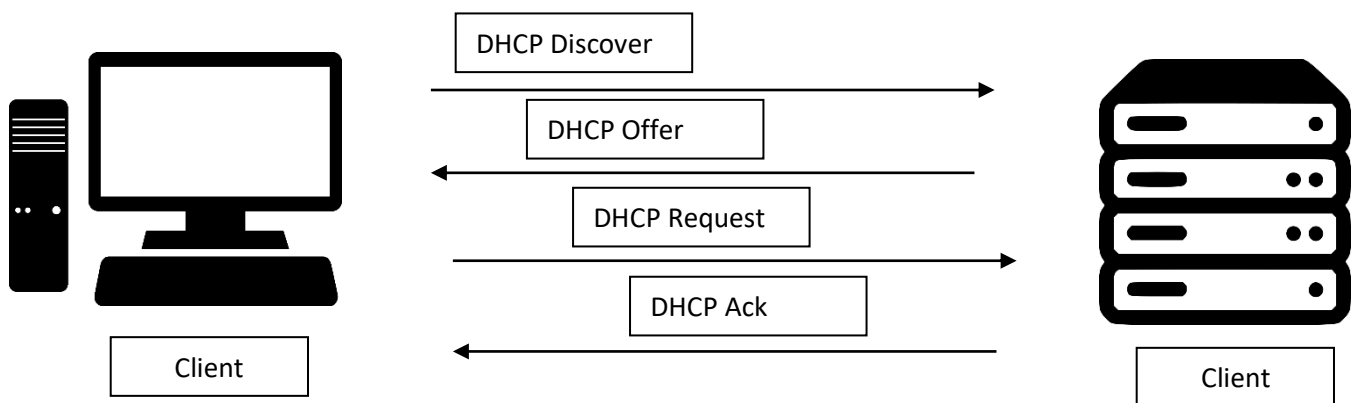 DHCP Discover
DHCP Offer
DHCP Request
DHCP Ack
Client
Client